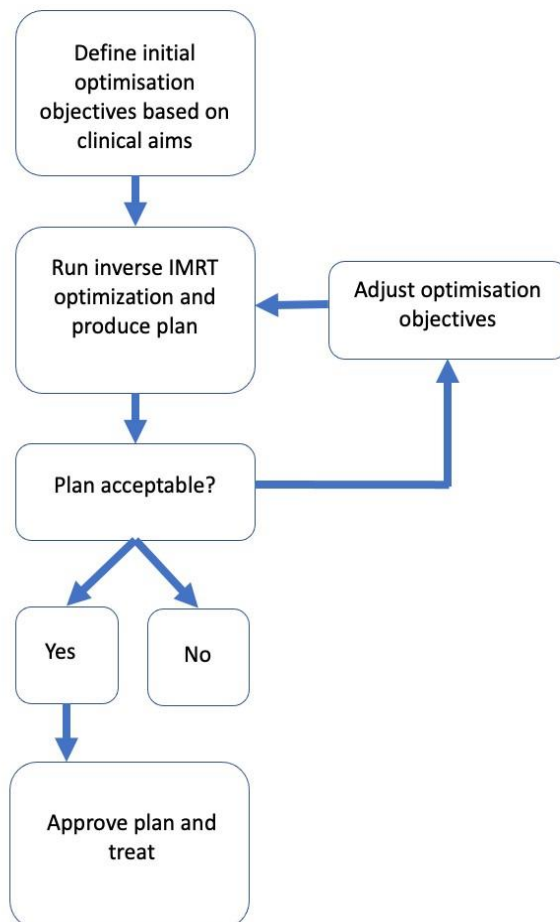 Define initial
optimisation
objectives based on
clinical aims
Run inverse IMRT
optimization and
produce plan
Adjust optimisation
objectives
Plan acceptable?
Yes
No
Approve plan and
treat